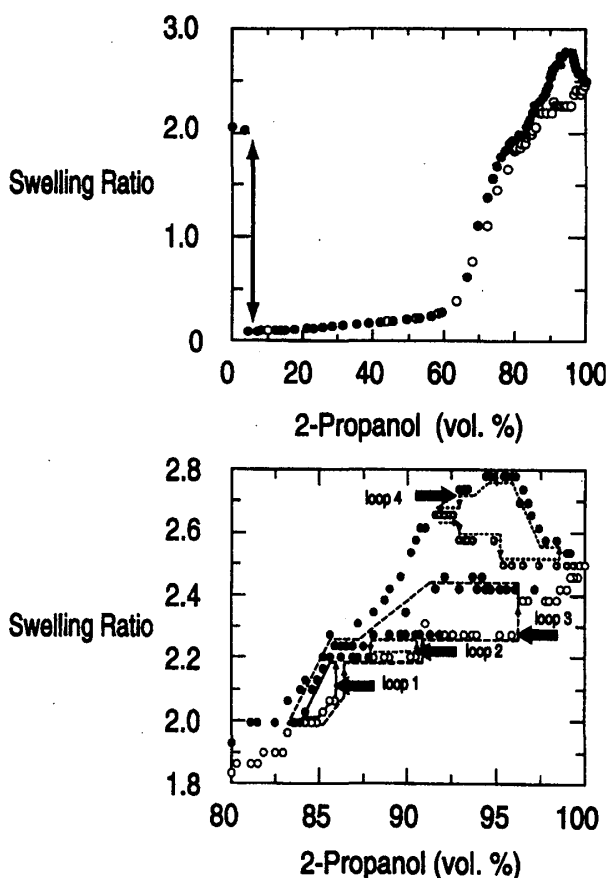 3.0
2.0
Swelling Ratio
1.0
0
0 20 40 60 80 100
2-Propanol (vol. %)
2.8
loop 4
2.6
2.4
Swelling Ratio
loop 3
2.2
loop 2
loop 1
2.0
1.8
80 85 90 95 100
2-Propanol (vol. %)